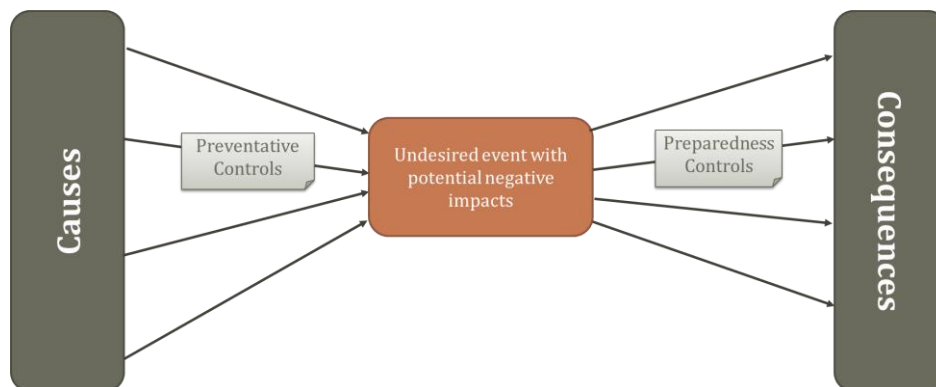 Causes
Preventative
Controls
Undesired event with
potential negative
impacts
Preparedness
Controls
Consequences